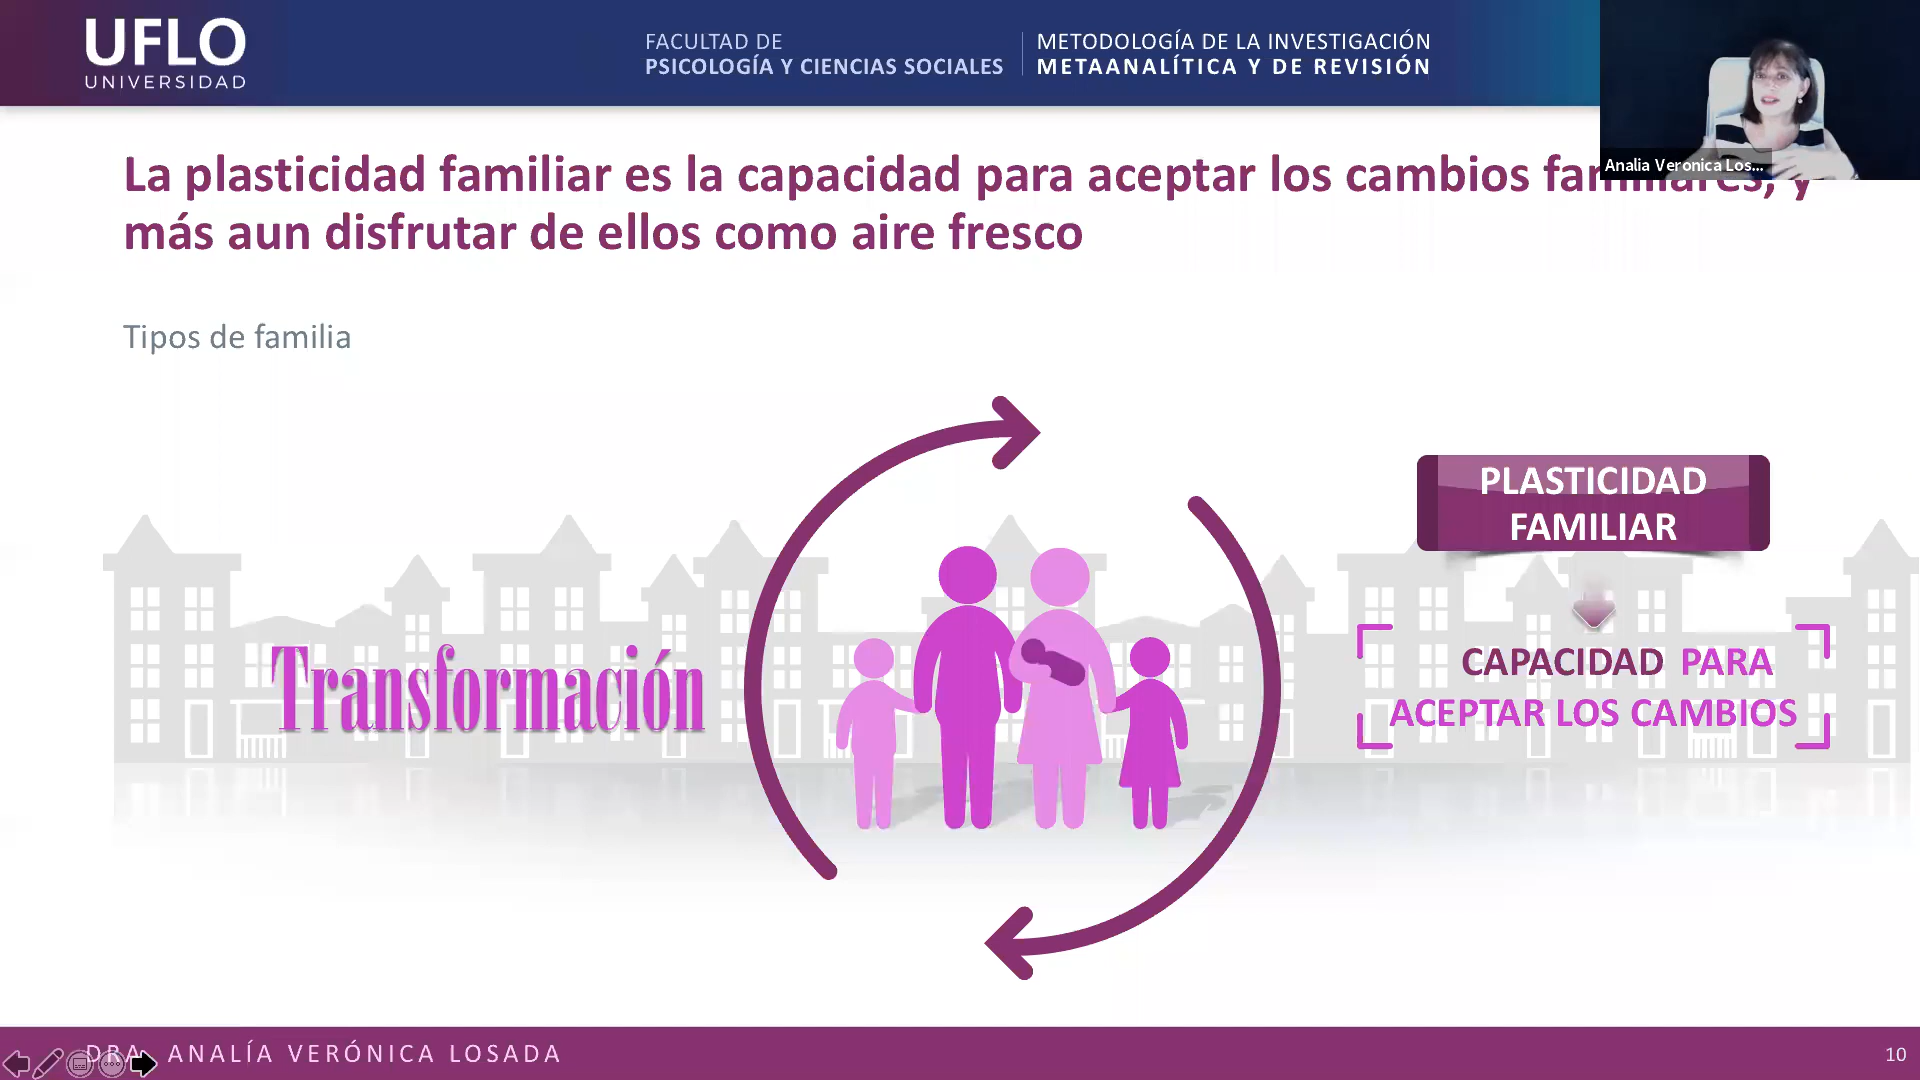 UFLO
UNIVERSIDAD
FACULTAD DE
PSICOLOGÍA Y CIENCIAS SOCIALES
METODOLOGÍA DE LA INVESTIGACIÓN
METAANALÍTICA Y DE REVISIÓN
Analia Veronica Los...
La plasticidad familiar es la capacidad para aceptar los cambios familiares, y
más aun disfrutar de ellos como aire fresco
Tipos de familia
Transformación
PLASTICIDAD
FAMILIAR
CAPACIDAD PARA
ACEPTAR LOS CAMBIOS
DRA. ANALÍA VERÓNICA LOSADA
10